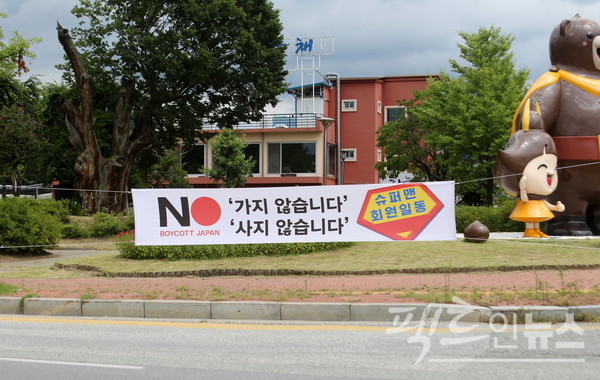 채
NO
BOYCOTT JAPAN
'가지 않습니다'
'사지 않습니다'
슈퍼맨
회원일동
팩트인뉴스